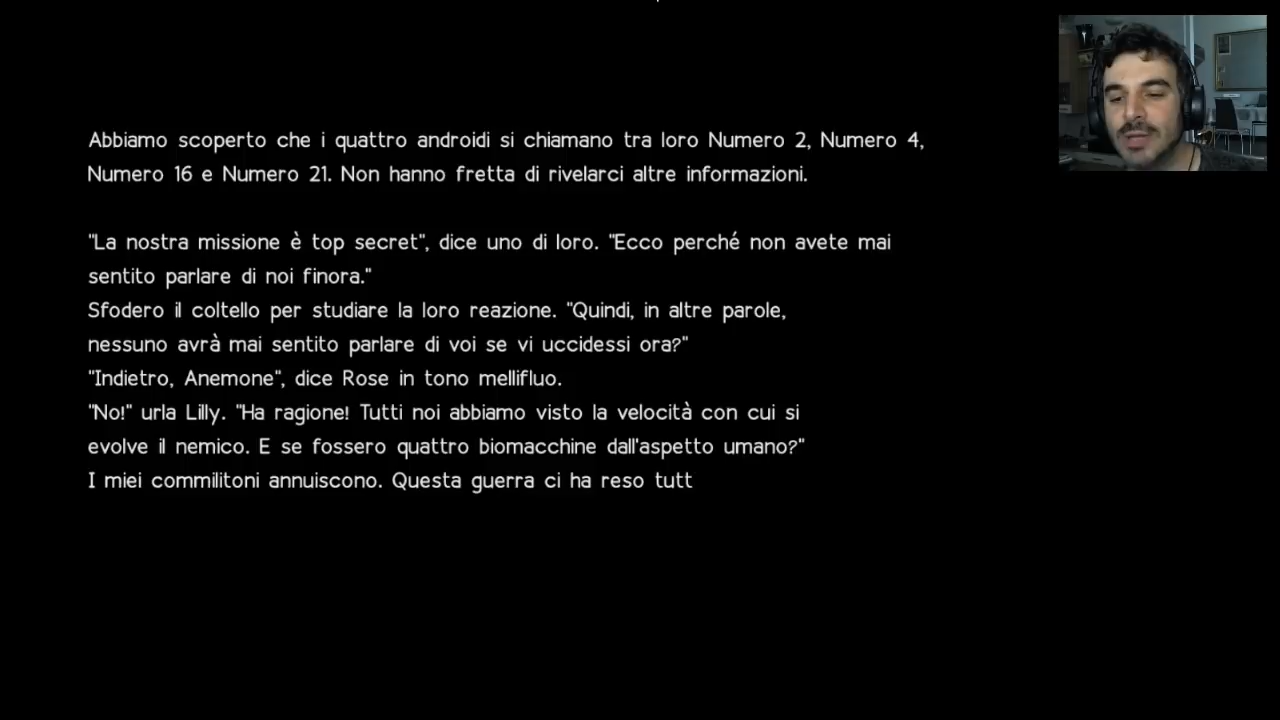 Abbiamo scoperto che i quattro androidi si chiamano tra loro Numero 2, Numero 4,
Numero 16 e Numero 21. Non hanno fretta di rivelarci altre informazioni.
"La nostra missione è top secret", dice uno di loro. "Ecco perché non avete mai
sentito parlare di noi finora."
Sfodero il coltello per studiare la loro reazione. "Quindi, in altre parole,
nessuno avrà mai sentito parlare di voi se vi uccidessi ora?"
"Indietro, Anemone", dice Rose in tono mellifluo.
"No!" urla Lilly. "Ha ragione! Tutti noi abbiamo visto la velocità con cui si
evolve il nemico. E se fossero quattro biomacchine dall'aspetto umano?"
I miei commilitoni annuiscono. Questa guerra ci ha reso tutt